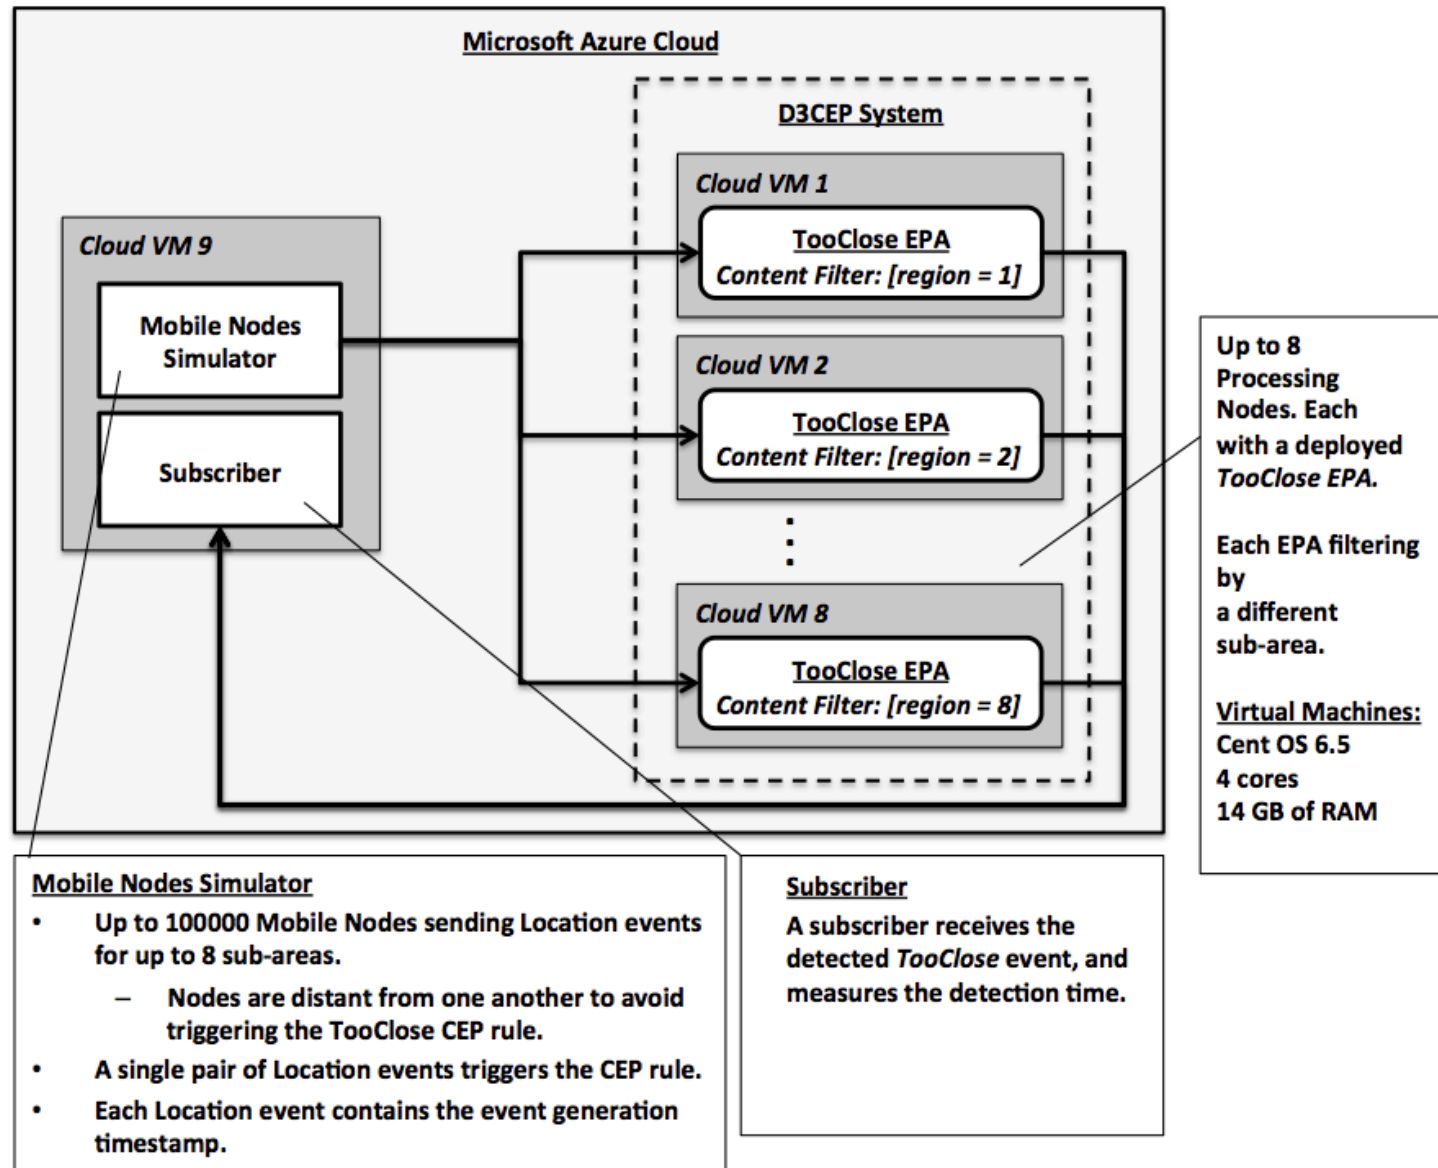 Microsoft Azure Cloud
D3CEP System
Cloud VM 1
TooClose EPA
Content Filter: [region = 1]
Cloud VM 9
Mobile Nodes
Simulator
Subscriber
Cloud VM 2
TooClose EPA
Content Filter: [region = 2]
Cloud VM 8
TooClose EPA
Content Filter: [region = 8]
Up to 8
Processing
Nodes. Each
with a deployed
TooClose EPA.
Each EPA filtering
by
a different
sub-area.
Virtual Machines:
Cent OS 6.5
4 cores
14 GB of RAM
Mobile Nodes Simulator
• Up to 100000 Mobile Nodes sending Location events
for up to 8 sub-areas.
– Nodes are distant from one another to avoid
triggering the TooClose CEP rule.
• A single pair of Location events triggers the CEP rule.
• Each Location event contains the event generation
timestamp.
Subscriber
A subscriber receives the
detected TooClose event, and
measures the detection time.